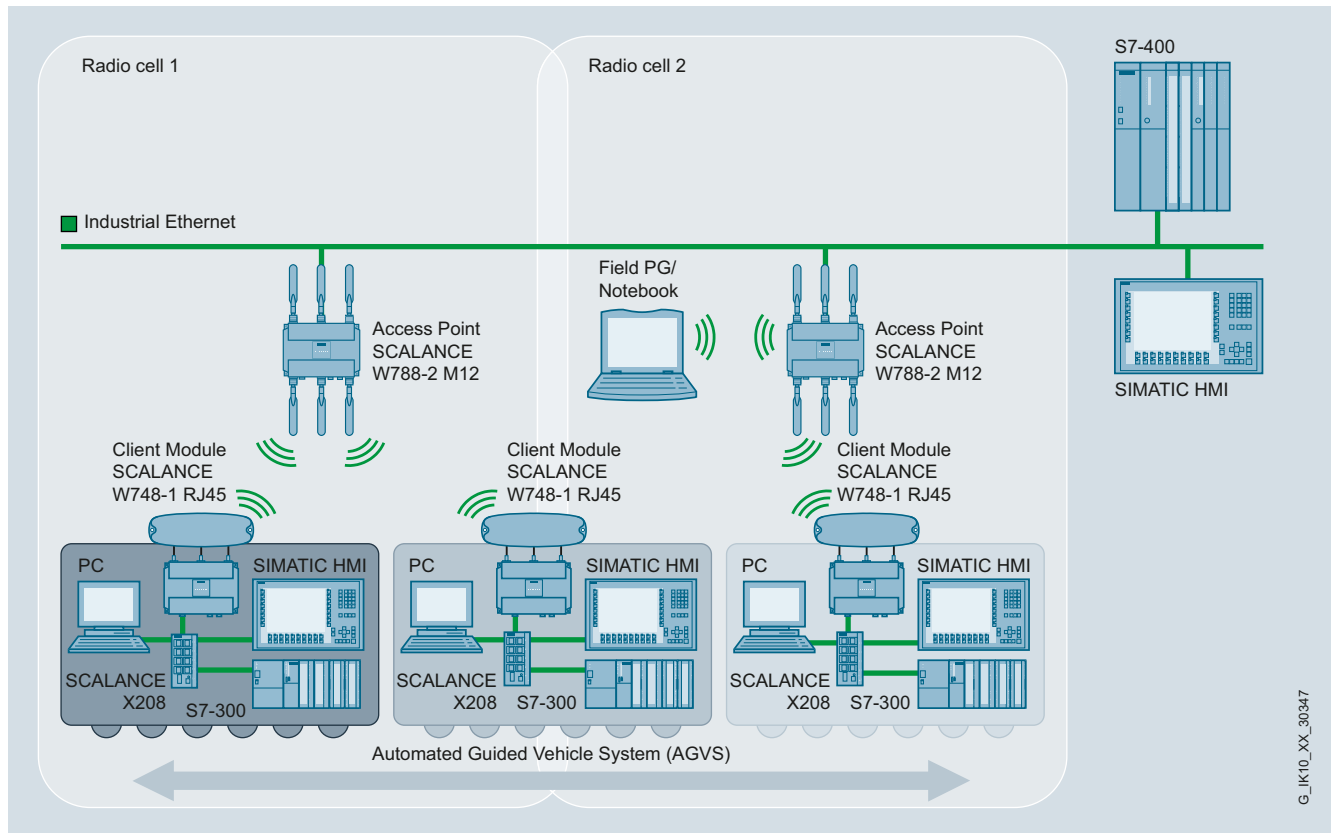 Radio cell 1
Radio cell 2
S7-400
Industrial Ethernet
Field PG/
Notebook
Access Point
SCALANCE
W788-2 M12
Access Point
SCALANCE
W788-2 M12
SIMATIC HMI
Client Module
SCALANCE
W748-1 RJ45
Client Module
SCALANCE
W748-1 RJ45
Client Module
SCALANCE
W748-1 RJ45
PC
SIMATIC HMI
SCALANCE
X208
S7-300
PC
SIMATIC HMI
SCALANCE
X208
S7-300
PC
SIMATIC HMI
SCALANCE
X208
S7-300
Automated Guided Vehicle System (AGVS)
G_IK10_XX_30347